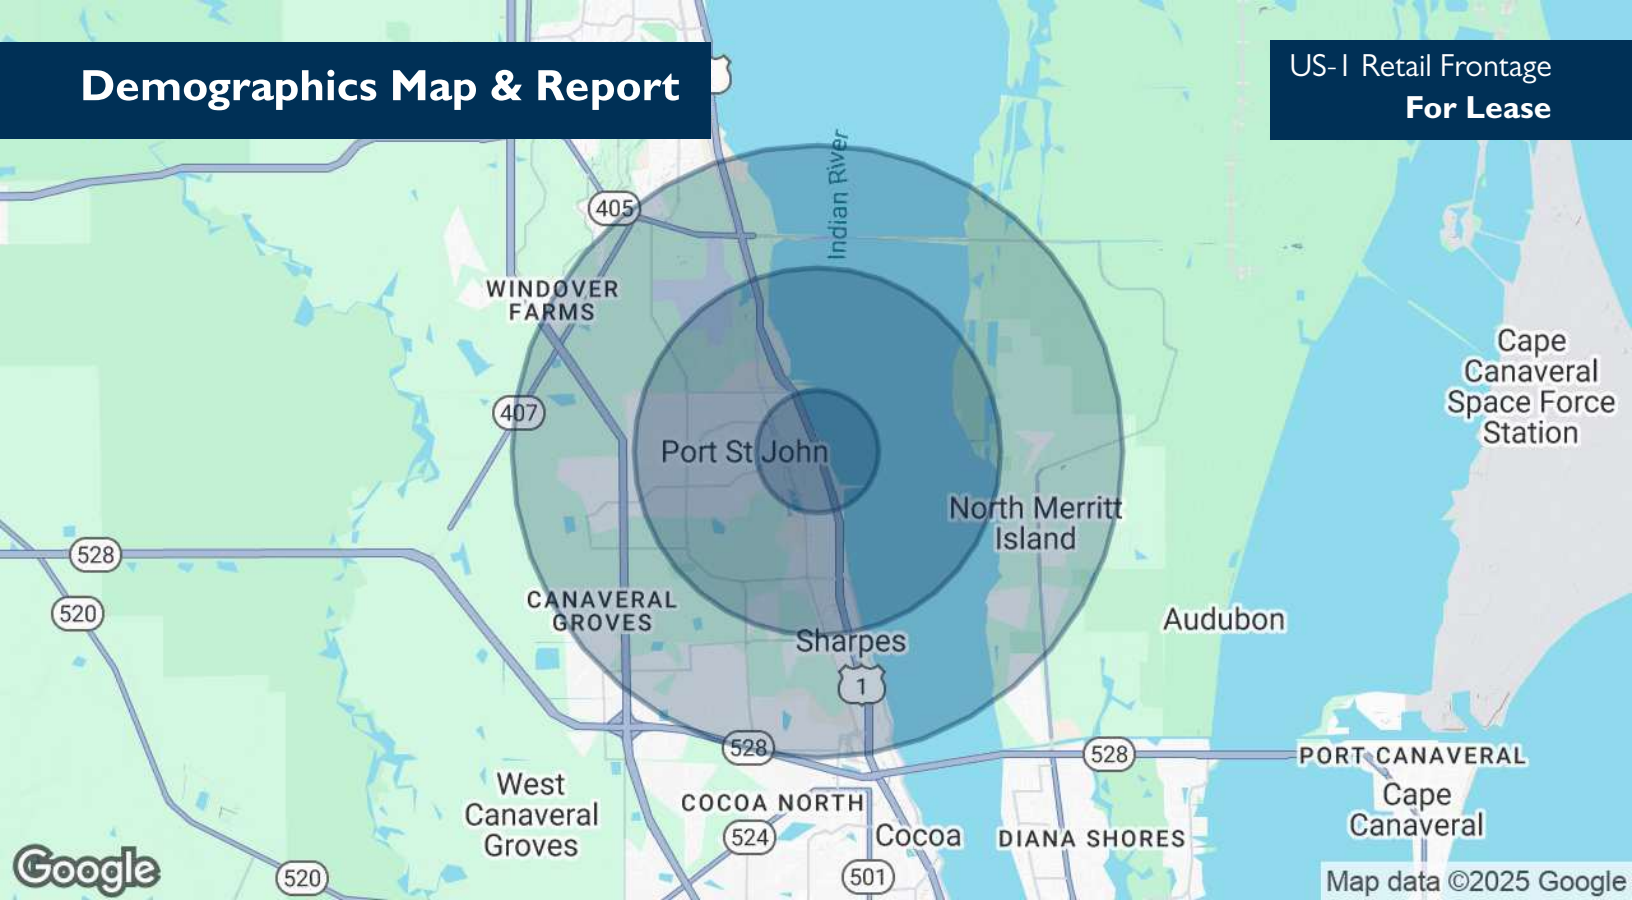 Demographics Map & Report
US-1 Retail Frontage
For Lease
Indian River
405
WINDOVER
FARMS
Cape
Canaveral
Space Force
Station
407
Port St John
North Merritt
Island
528
520
CANAVERAL
GROVES
Audubon
Sharpes
1
528
528
PORT CANAVERAL
West
Canaveral
Groves
COCOA NORTH
Cape
Canaveral
524
Cocoa
DIANA SHORES
Google
520
501
Map data ©2025 Google